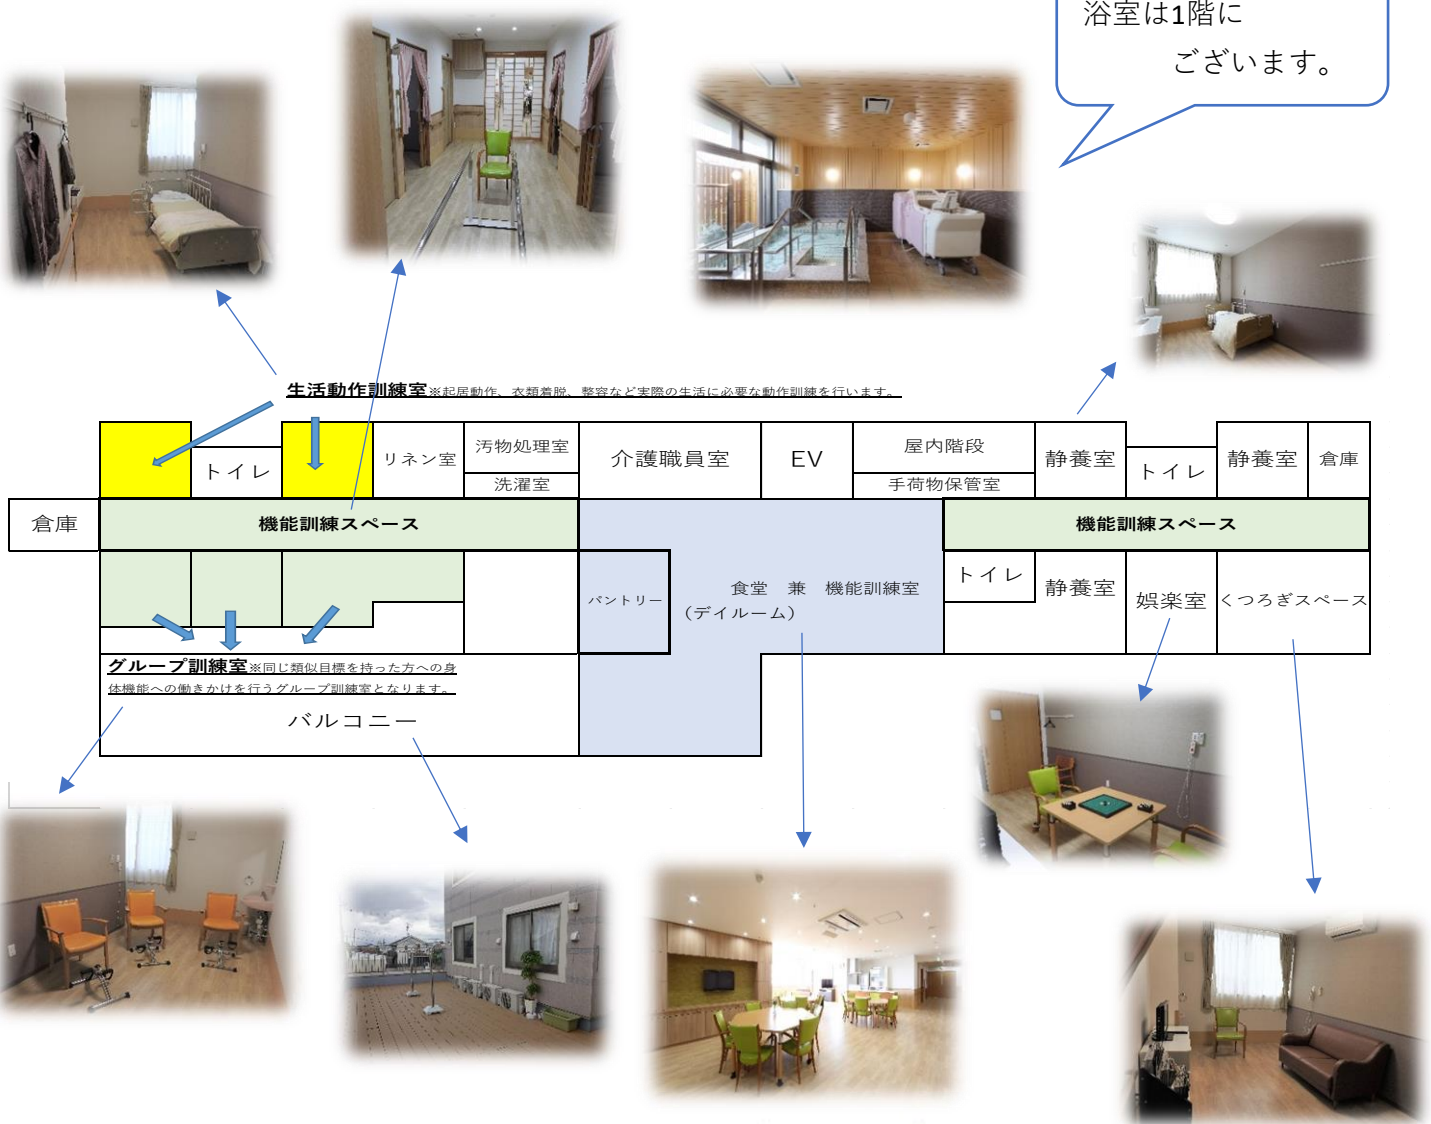 浴室は1階に
ございます。
生活動作訓練室※起居動作、衣類着脱、整容など実際の生活に必要な動作訓練を行います。
トイレ
リネン室
汚物処理室
洗濯室
介護職員室
EV
屋内階段
手荷物保管室
静養室
トイレ
静養室
倉庫
倉庫
機能訓練スペース
機能訓練スペース
パントリー
食堂 兼 機能訓練室
(デイルーム)
トイレ
静養室
娯楽室
くつろぎスペース
グループ訓練室※同じ類似目標を持った方への身
体機能への働きかけを行うグループ訓練室となります。
バルコニー